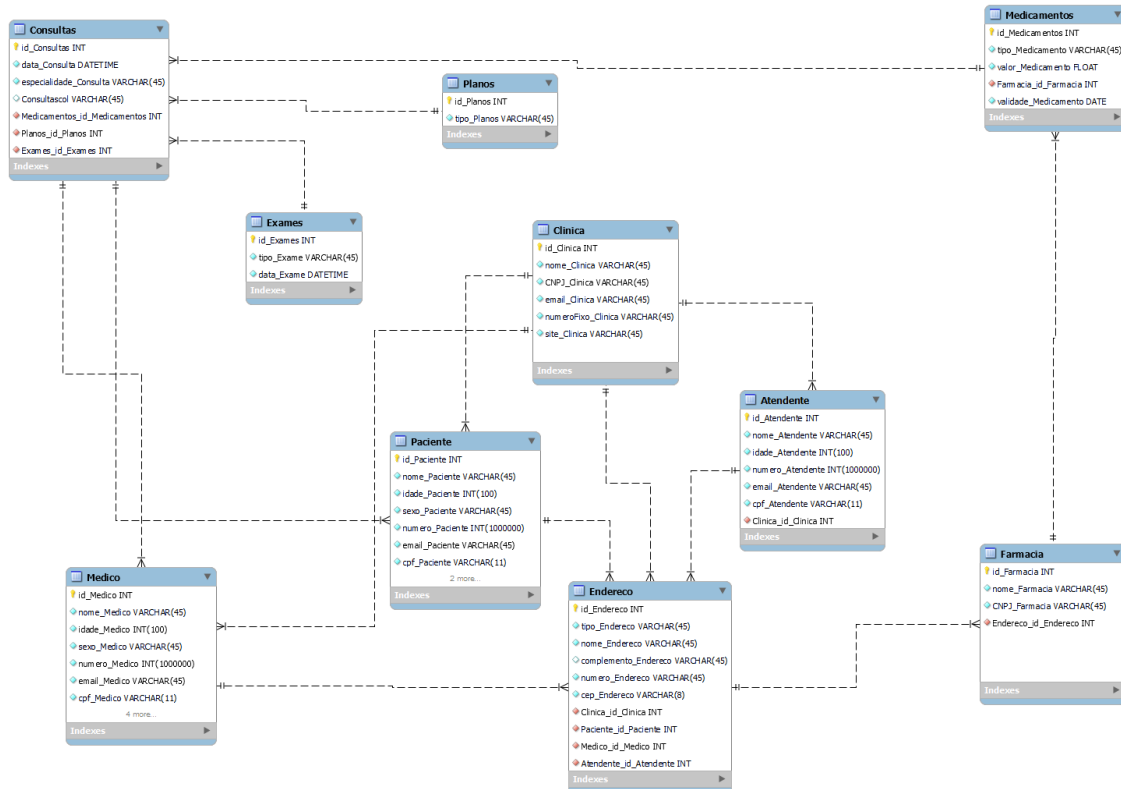 Consultas
id_Consultas INT
data_Consulta DATETIME
especialidade_Consulta VARCHAR(45)
Consultascol VARCHAR(45)
Medicamentos_id_Medicamentos INT
Planos_id_Planos INT
Exames_id_Exames INT
Indexes
Medicamentos
id_Medicamentos INT
tipo_Medicamento VARCHAR(45)
valor_Medicamento FLOAT
Farmacia_id_Farmacia INT
validade_Medicamento DATE
Indexes
Planos
id_Planos INT
tipo_Planos VARCHAR(45)
Indexes
Exames
id_Exames INT
tipo_Exame VARCHAR(45)
data_Exame DATETIME
Indexes
Clinica
id_Clinica INT
nome_Clinica VARCHAR(45)
CNPJ_Clinica VARCHAR(45)
email_Clinica VARCHAR(45)
numeroFixo_Clinica VARCHAR(45)
site_Clinica VARCHAR(45)
Indexes
Atendente
id_Atendente INT
nome_Atendente VARCHAR(45)
idade_Atendente INT(100)
numero_Atendente INT(1000000)
email_Atendente VARCHAR(45)
cpf_Atendente VARCHAR(11)
Clinica_id_Clinica INT
Indexes
Paciente
id_Paciente INT
nome_Paciente VARCHAR(45)
idade_Paciente INT(100)
sexo_Paciente VARCHAR(45)
numero_Paciente INT(1000000)
email_Paciente VARCHAR(45)
cpf_Paciente VARCHAR(11)
2 more...
Indexes
Medico
id_Medico INT
nome_Medico VARCHAR(45)
idade_Medico INT(100)
sexo_Medico VARCHAR(45)
numero_Medico INT(1000000)
email_Medico VARCHAR(45)
cpf_Medico VARCHAR(11)
4 more...
Indexes
Endereco
id_Endereco INT
tipo_Endereco VARCHAR(45)
nome_Endereco VARCHAR(45)
complemento_Endereco VARCHAR(45)
numero_Endereco VARCHAR(45)
cep_Endereco VARCHAR(8)
Clinica_id_Clinica INT
Paciente_id_Paciente INT
Medico_id_Medico INT
Atendente_id_Atendente INT
Indexes
Farmacia
id_Farmacia INT
nome_Farmacia VARCHAR(45)
CNPJ_Farmacia VARCHAR(45)
Endereco_id_Endereco INT
Indexes